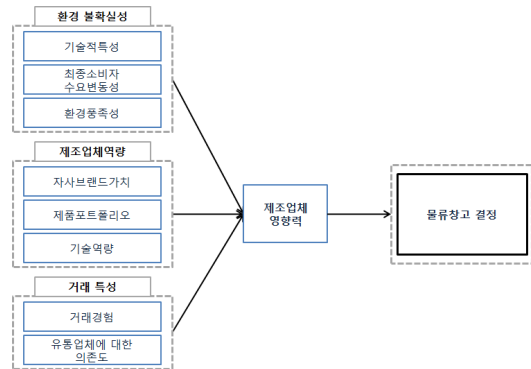 환경 불확실성
기술적특성
최종소비자
수요변동성
환경풍족성
제조업체역량
자사브랜드가치
제품포트폴리오
기술역량
거래 특성
거래경험
유통업체에 대한
의존도
제조업체
영향력
물류창고 결정